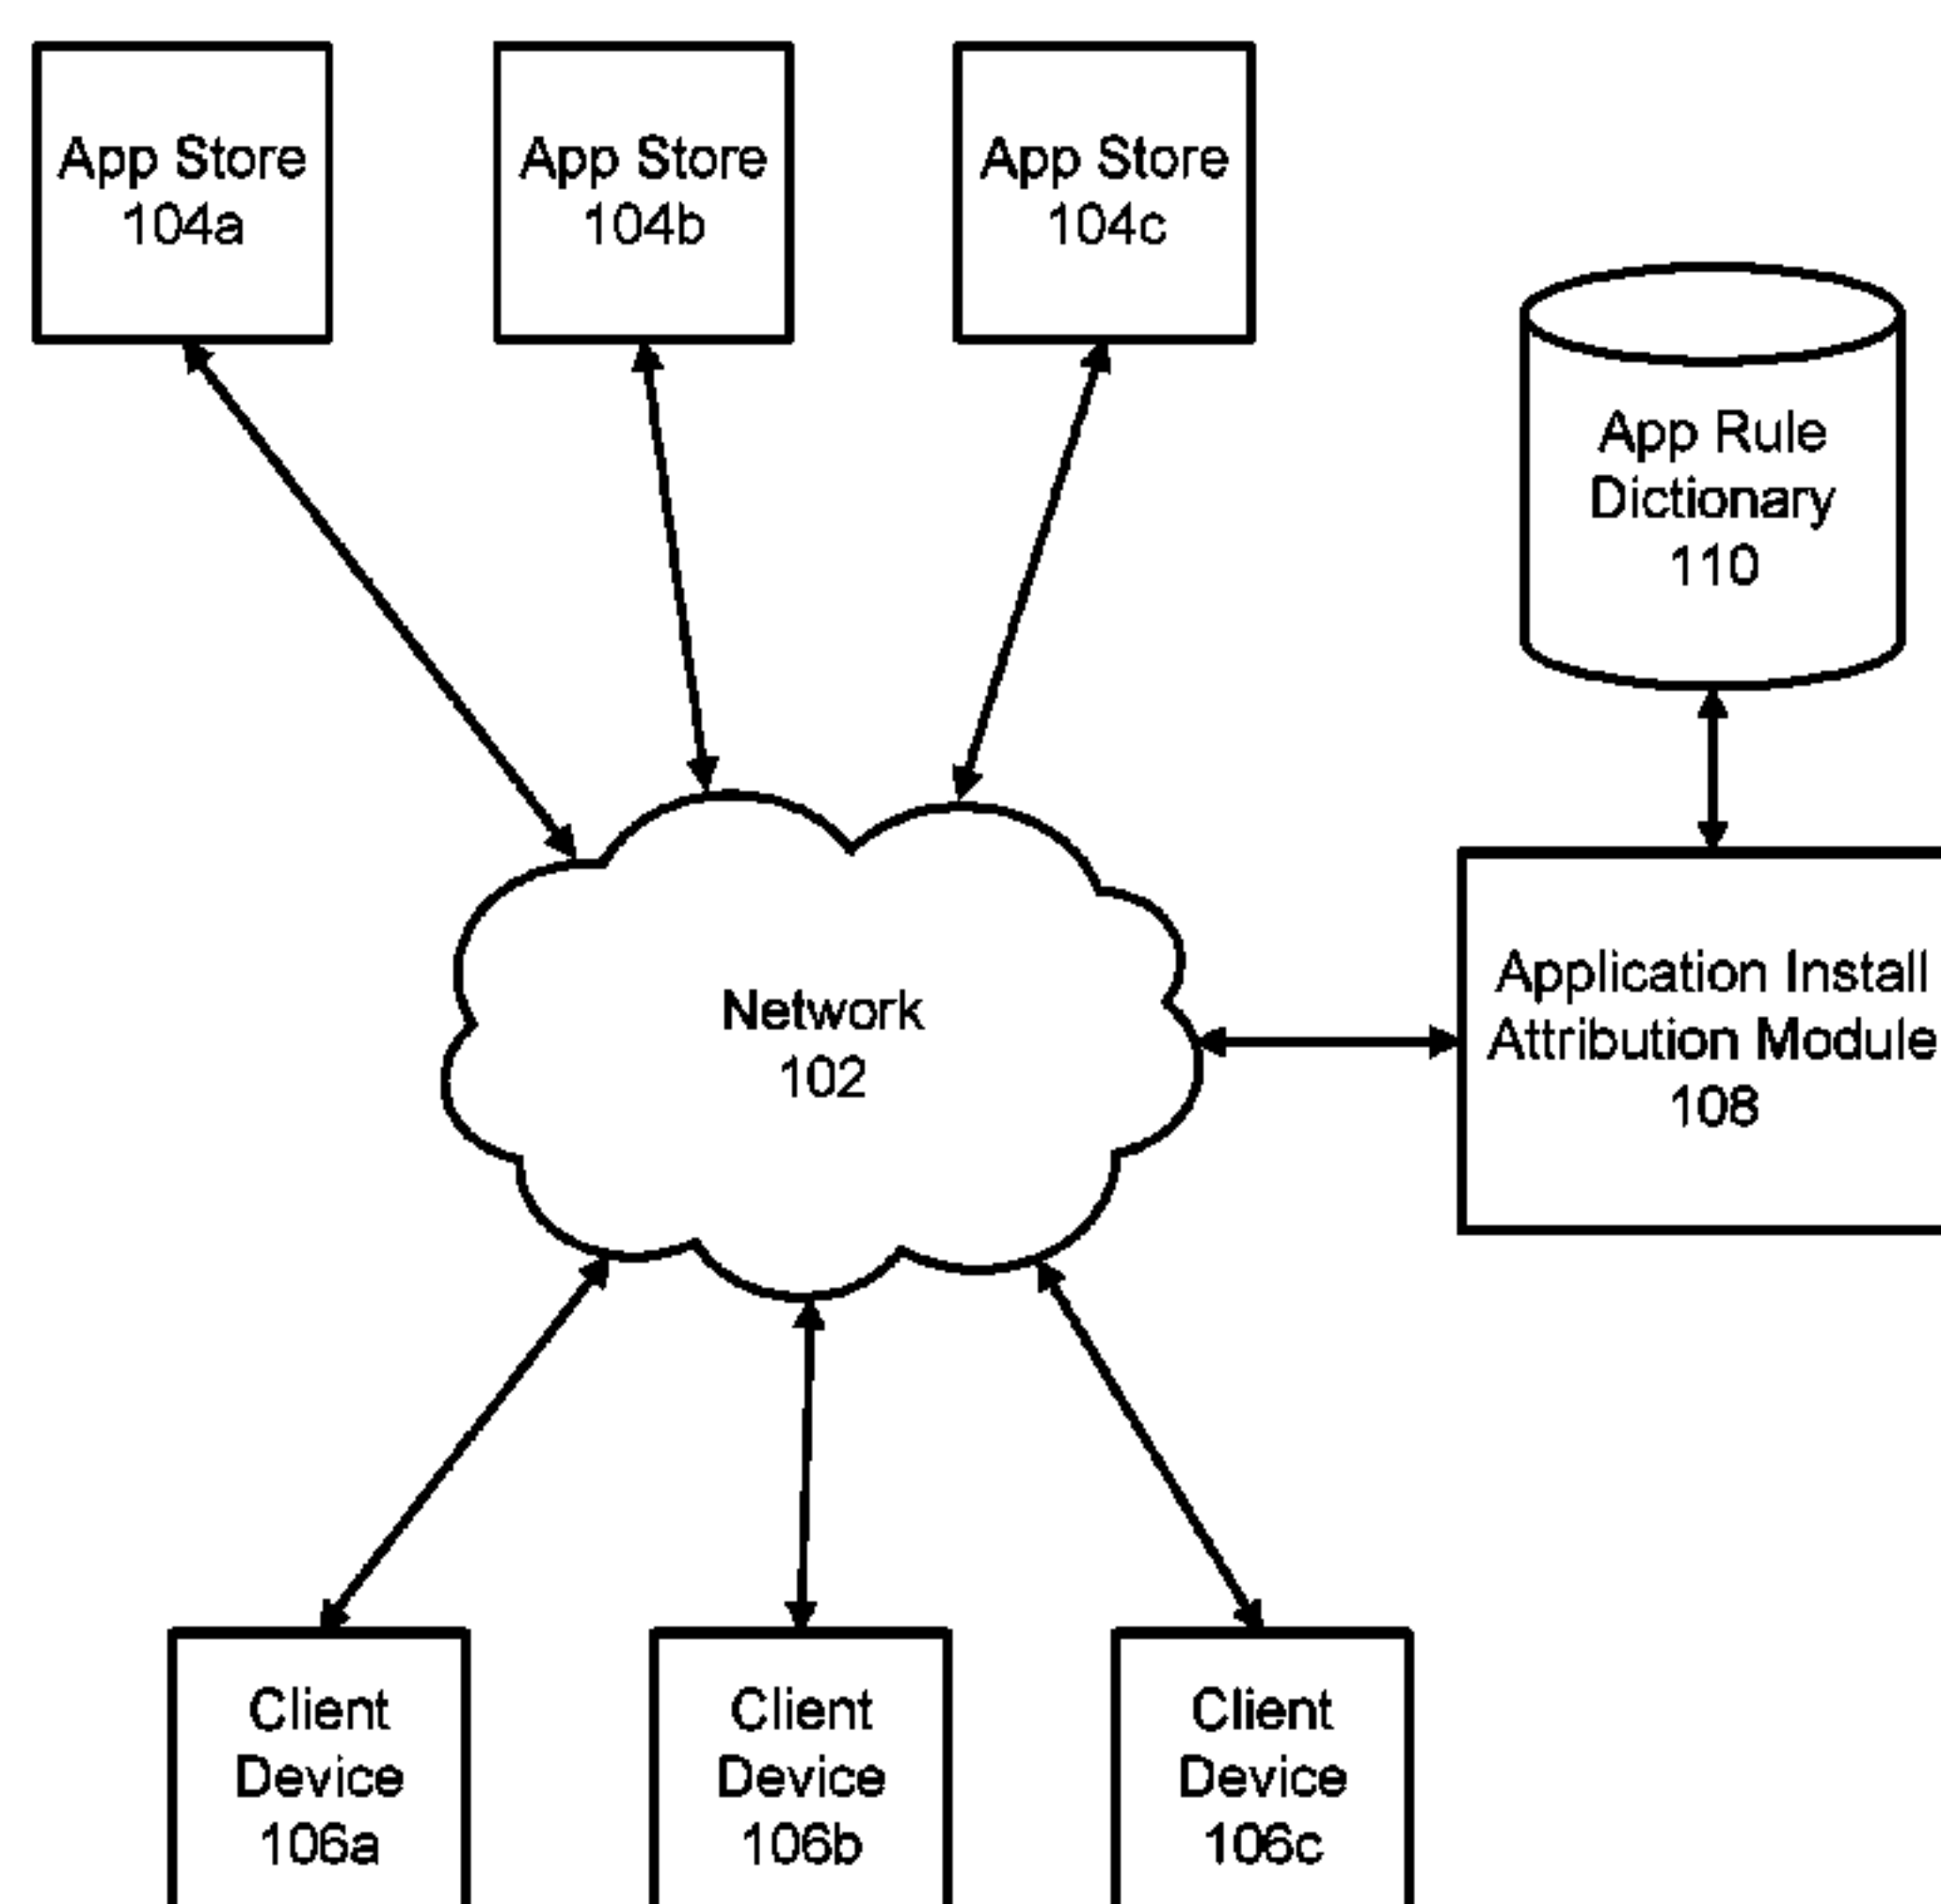 App Store
104a
App Store
104b
App Store
104c
App Rule
Dictionary
110
Network
102
Application Install
Attribution Module
108
Client
Device
106a
Client
Device
106b
Client
Device
106c